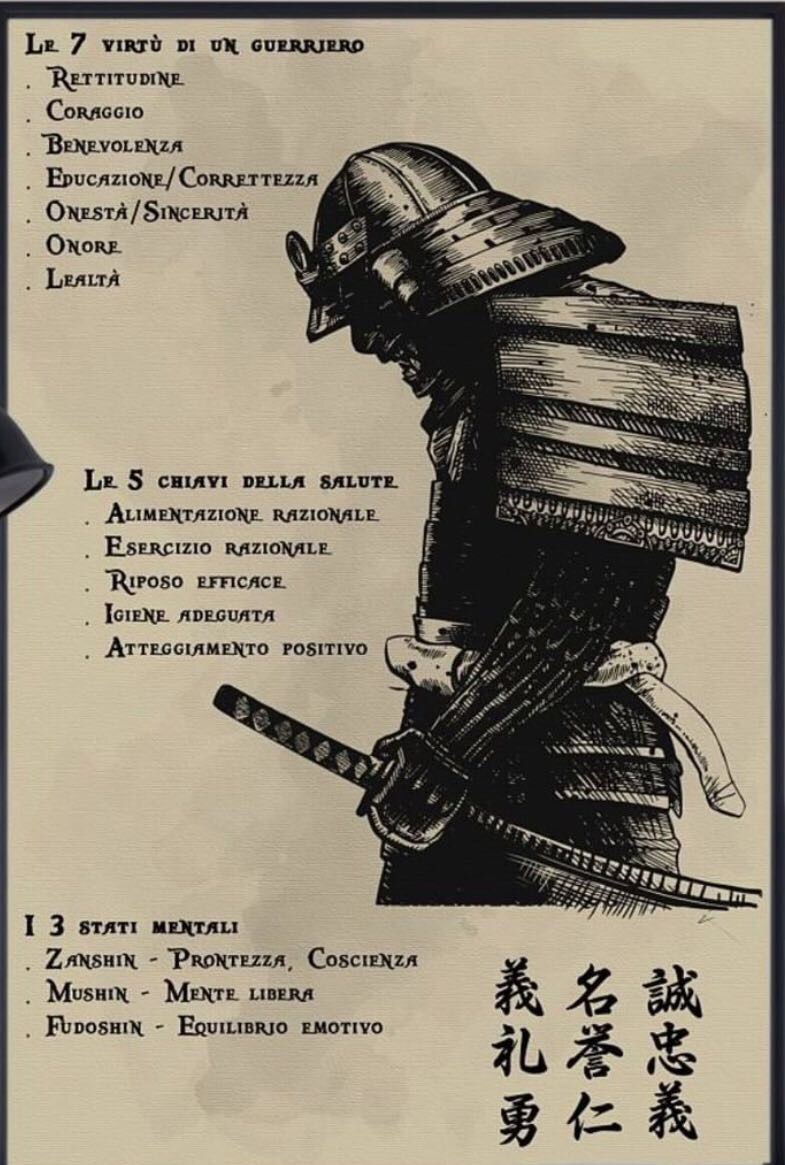 Le 7 virtù di un guerriero
. Rettitudine
. Coraggio
. Benevolenza
. Educazione/Correttezza
. Onestà/Sincerità
. Onore
. Lealtà
Le 5 chiavi della salute
. Alimentazione razionale
. Esercizio razionale
. Riposo efficace
. Igiene adeguata
. Atteggiamento positivo
I 3 stati mentali
. Zanshin - Prontezza, Coscienza
. Mushin - Mente libera
. Fudoshin - Equilibrio emotivo
誠忠義
名誉仁
義礼勇